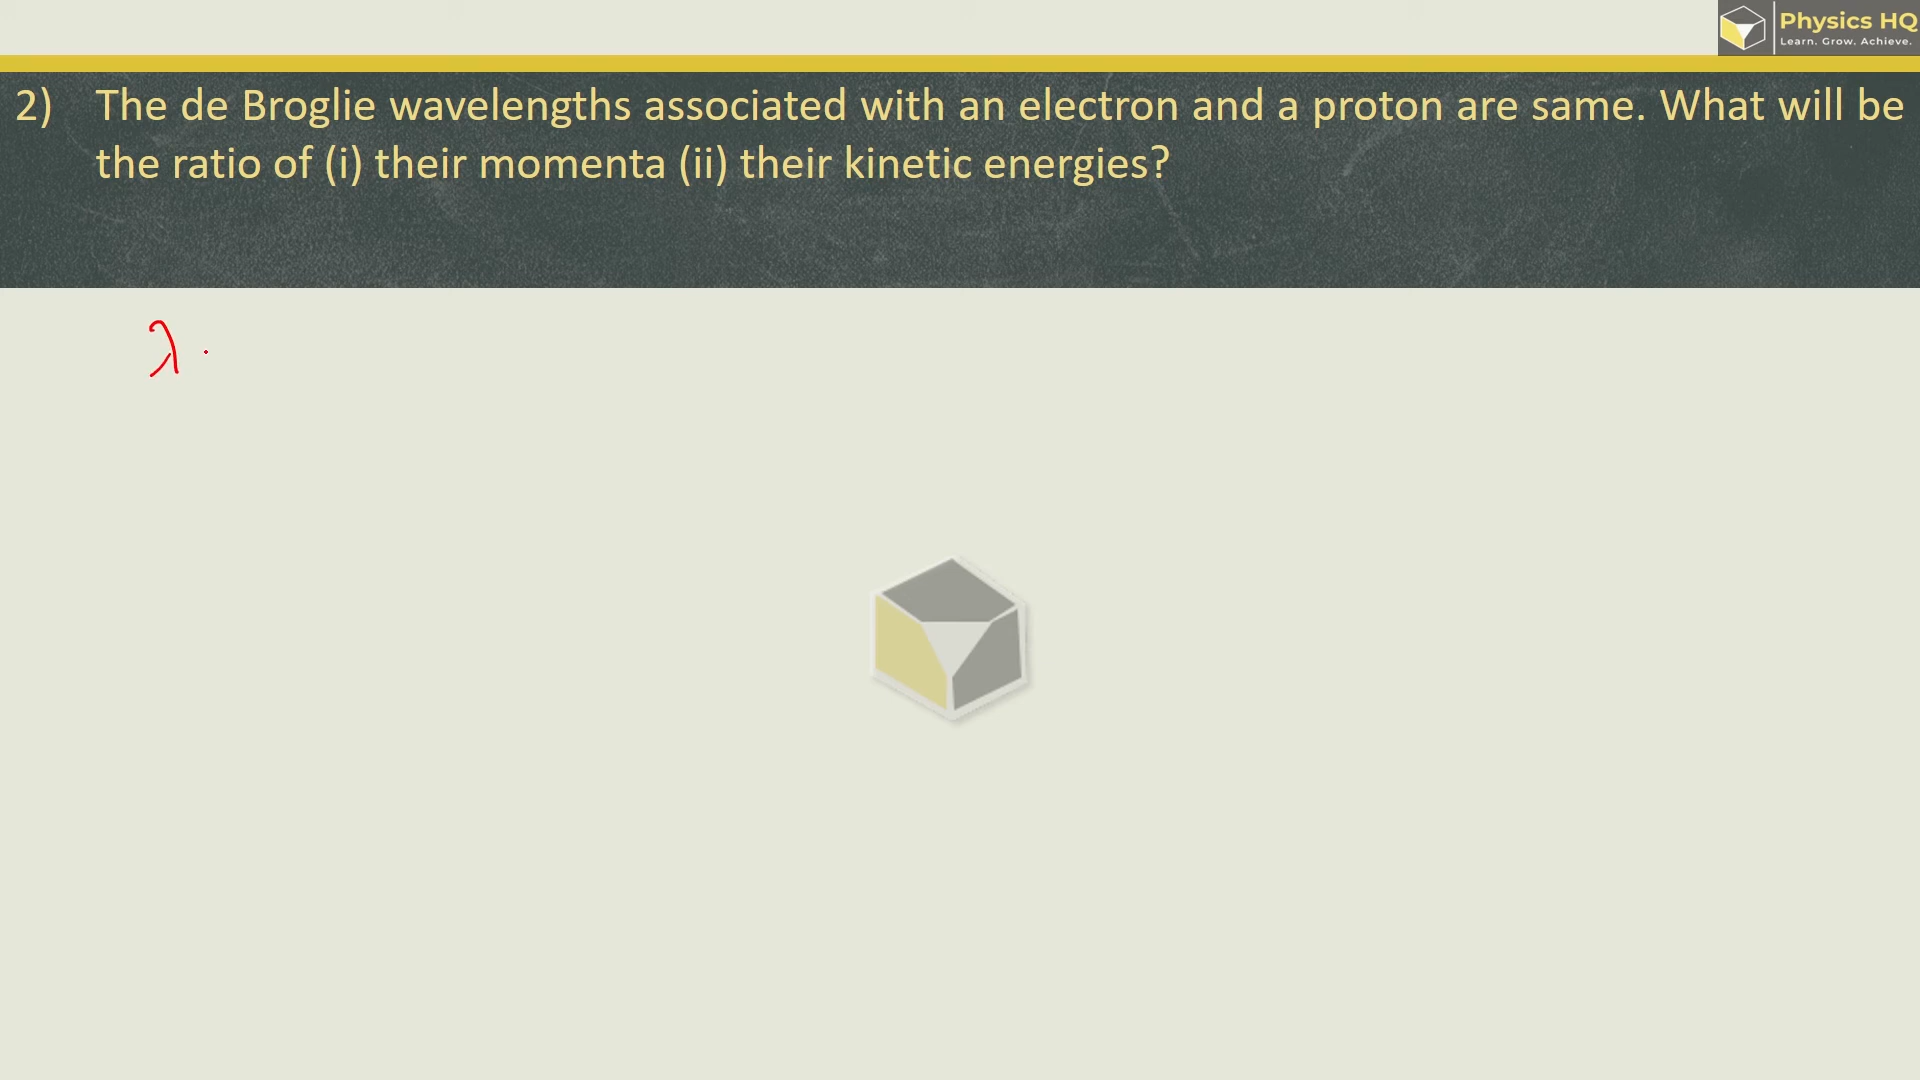 Physics HQ
Learn. Grow. Achieve.
2) The de Broglie wavelengths associated with an electron and a proton are same. What will be
the ratio of (i) their momenta (ii) their kinetic energies?
λ